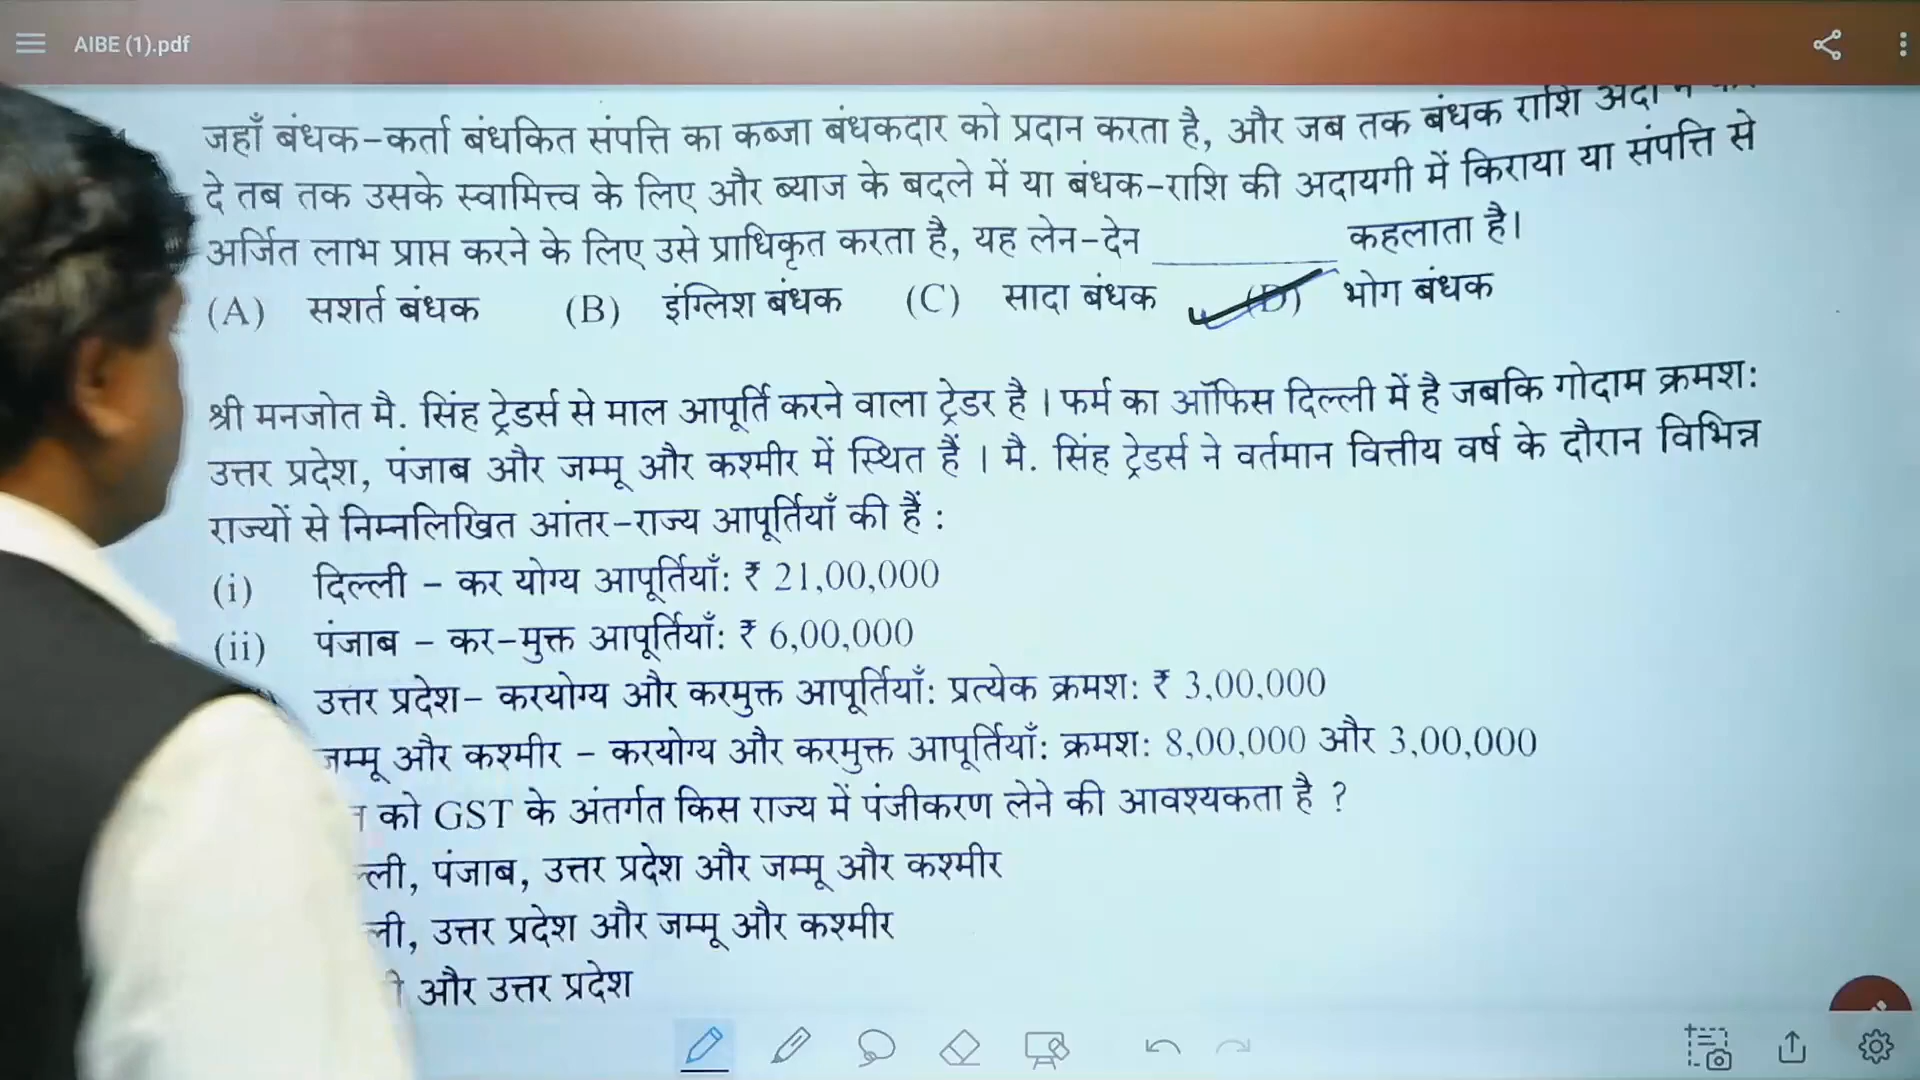 AIBE (1).pdf
जहाँ बंधक-कर्ता बंधकित संपत्ति का कब्जा बंधकदार को प्रदान करता है, और जब तक बंधक राशि अदा न
दे तब तक उसके स्वामित्त्व के लिए और ब्याज के बदले में या बंधक-राशि की अदायगी में किराया या संपत्ति से
अर्जित लाभ प्राप्त करने के लिए उसे प्राधिकृत करता है, यह लेन-देन ____________ कहलाता है।
(A) सशर्त बंधक (B) इंग्लिश बंधक (C) सादा बंधक (D) भोग बंधक
श्री मनजोत मै. सिंह ट्रेडर्स से माल आपूर्ति करने वाला ट्रेडर है । फर्म का ऑफिस दिल्ली में है जबकि गोदाम क्रमश:
उत्तर प्रदेश, पंजाब और जम्मू और कश्मीर में स्थित हैं । मै. सिंह ट्रेडर्स ने वर्तमान वित्तीय वर्ष के दौरान विभिन्न
राज्यों से निम्नलिखित आंतर-राज्य आपूर्तियाँ की हैं :
(i) दिल्ली - कर योग्य आपूर्तियाँ: ₹ 21,00,000
(ii) पंजाब - कर-मुक्त आपूर्तियाँ: ₹ 6,00,000
उत्तर प्रदेश- करयोग्य और करमुक्त आपूर्तियाँ: प्रत्येक क्रमश: ₹ 3,00,000
जम्मू और कश्मीर - करयोग्य और करमुक्त आपूर्तियाँ: क्रमश: 8,00,000 और 3,00,000
को GST के अंतर्गत किस राज्य में पंजीकरण लेने की आवश्यकता है ?
पंजाब, उत्तर प्रदेश और जम्मू और कश्मीर
उत्तर प्रदेश और जम्मू और कश्मीर
और उत्तर प्रदेश